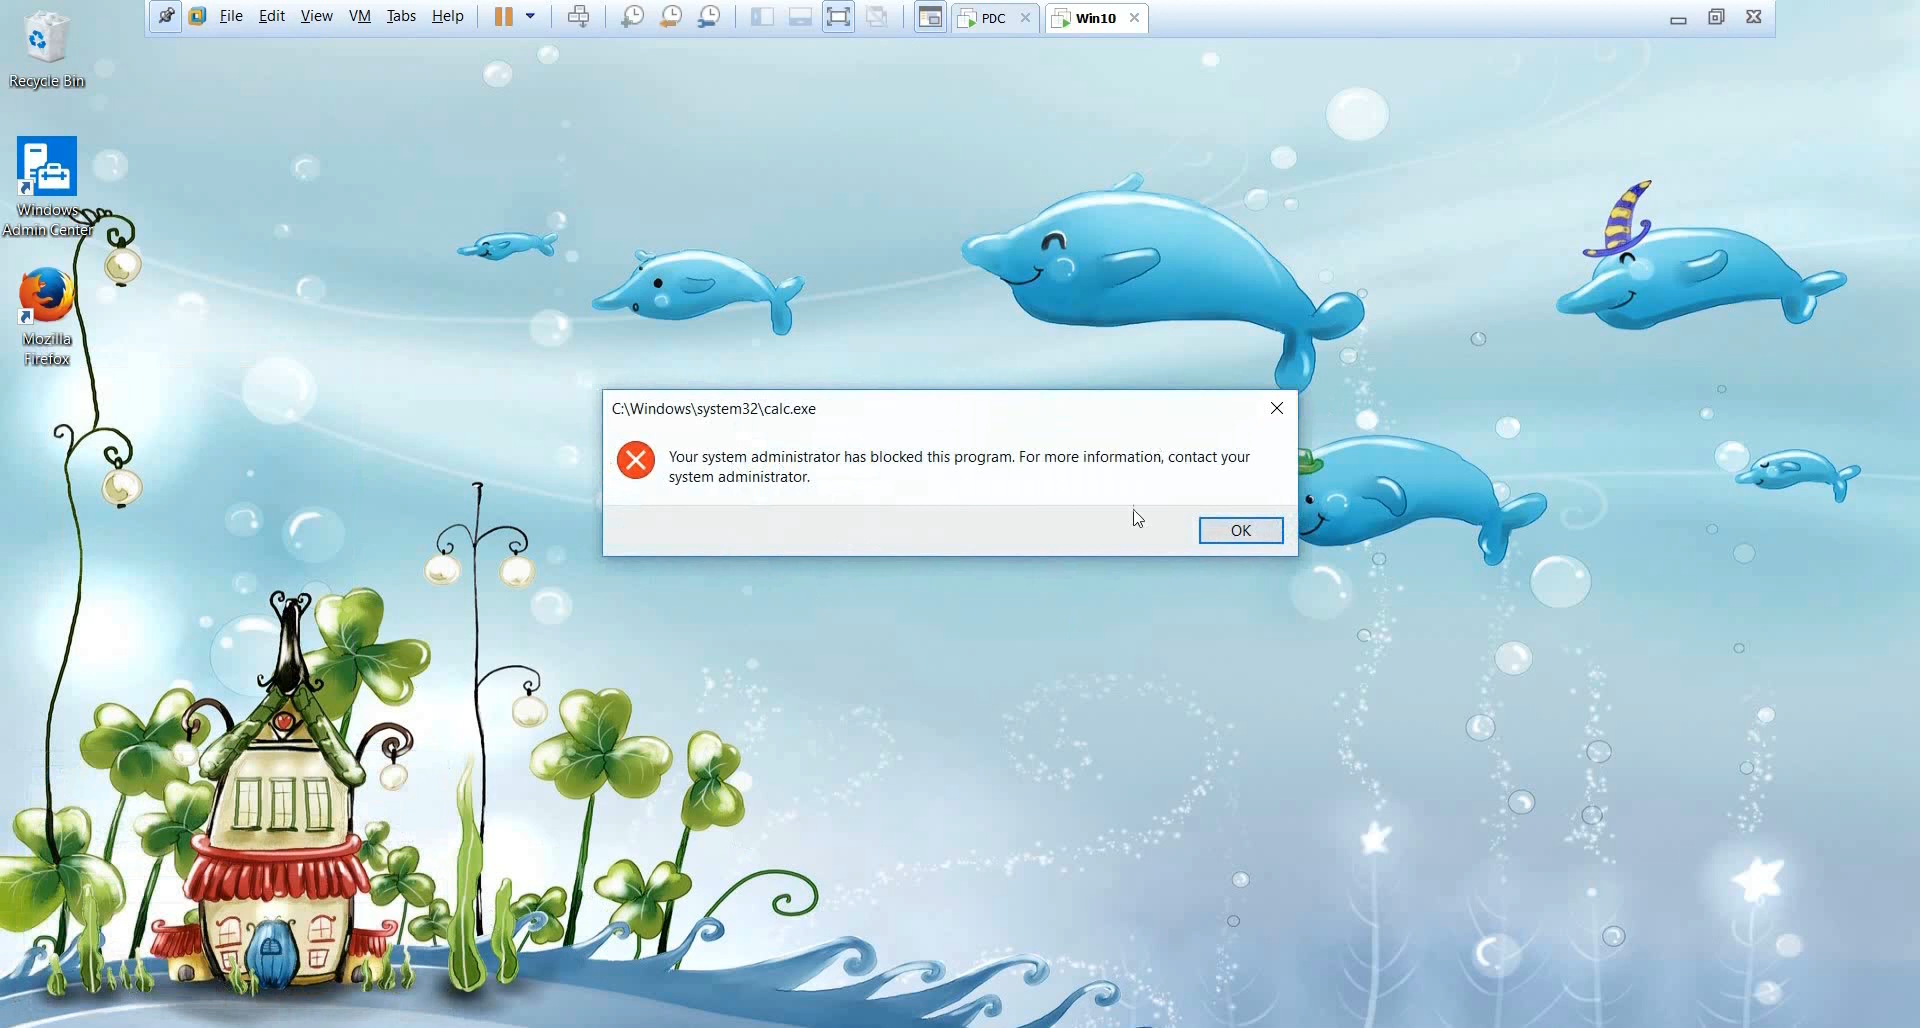 File Edit View VM Tabs Help PDC Win10
Recycle Bin
Windows
Admin Center
Mozilla
Firefox
C:\Windows\system32\calc.exe
Your system administrator has blocked this program. For more information, contact your
system administrator.
OK